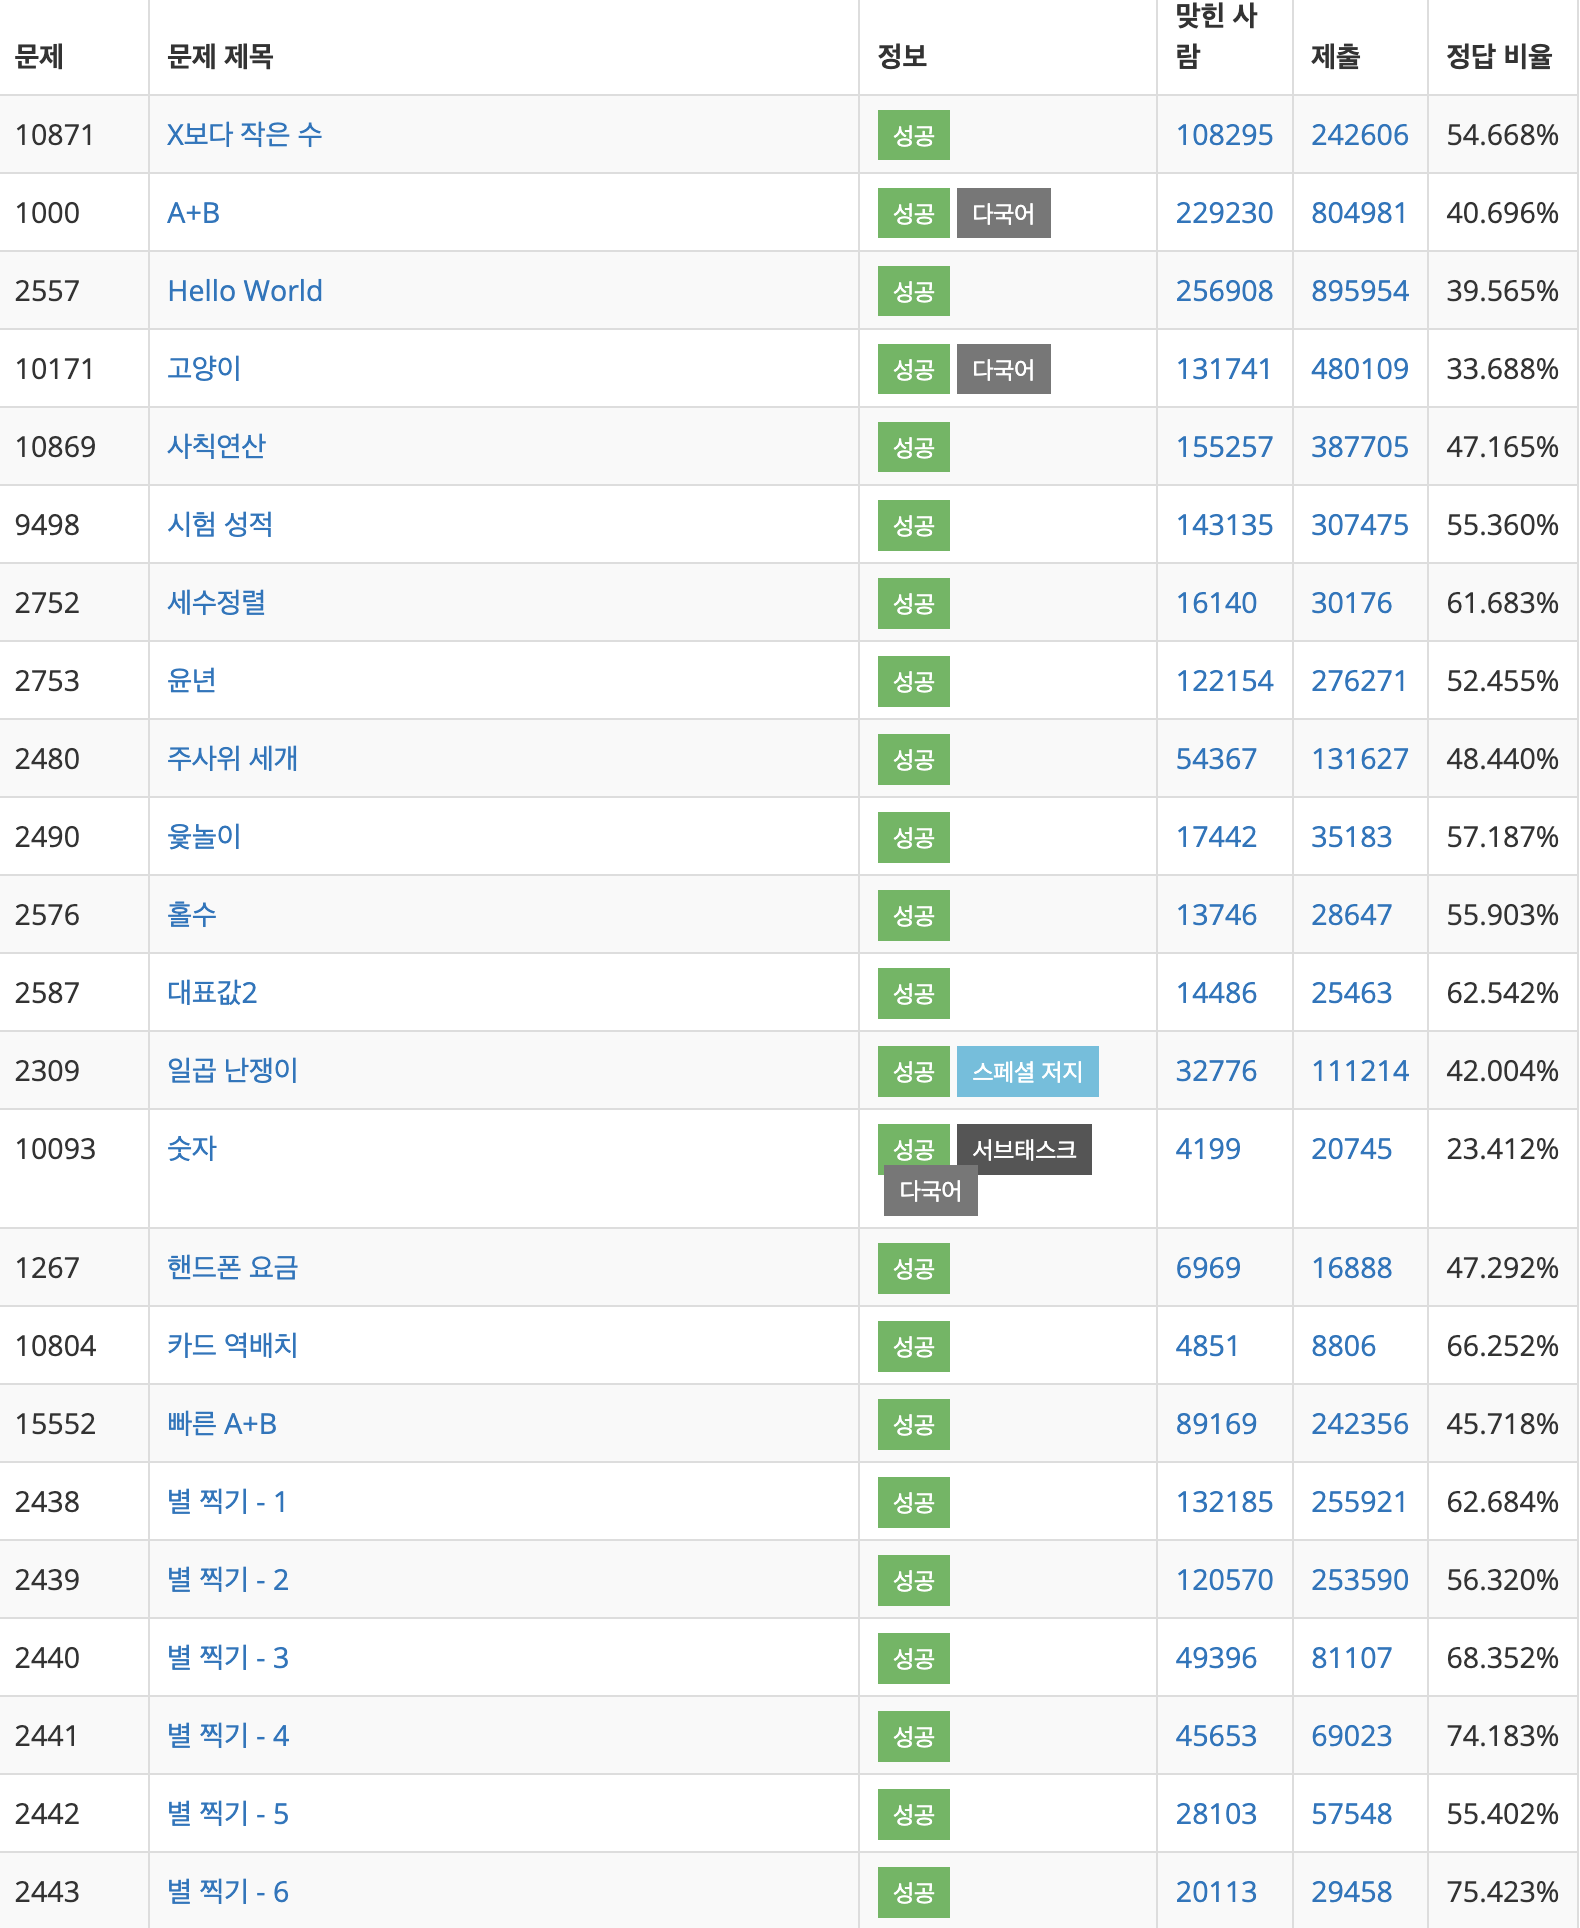 문제 문제 제목 정보 맞힌 사람 제출 정답 비율
10871 X보다 작은 수 성공 108295 242606 54.668%
1000 A+B 성공 다국어 229230 804981 40.696%
2557 Hello World 성공 256908 895954 39.565%
10171 고양이 성공 다국어 131741 480109 33.688%
10869 사칙연산 성공 155257 387705 47.165%
9498 시험 성적 성공 143135 307475 55.360%
2752 세수정렬 성공 16140 30176 61.683%
2753 윤년 성공 122154 276271 52.455%
2480 주사위 세개 성공 54367 131627 48.440%
2490 윷놀이 성공 17442 35183 57.187%
2576 홀수 성공 13746 28647 55.903%
2587 대표값2 성공 14486 25463 62.542%
2309 일곱 난쟁이 성공 스페셜 저지 32776 111214 42.004%
10093 숫자 성공 서브태스크 4199 20745 23.412%
다국어
1267 핸드폰 요금 성공 6969 16888 47.292%
10804 카드 역배치 성공 4851 8806 66.252%
15552 빠른 A+B 성공 89169 242356 45.718%
2438 별 찍기 - 1 성공 132185 255921 62.684%
2439 별 찍기 - 2 성공 120570 253590 56.320%
2440 별 찍기 - 3 성공 49396 81107 68.352%
2441 별 찍기 - 4 성공 45653 69023 74.183%
2442 별 찍기 - 5 성공 28103 57548 55.402%
2443 별 찍기 - 6 성공 20113 29458 75.423%